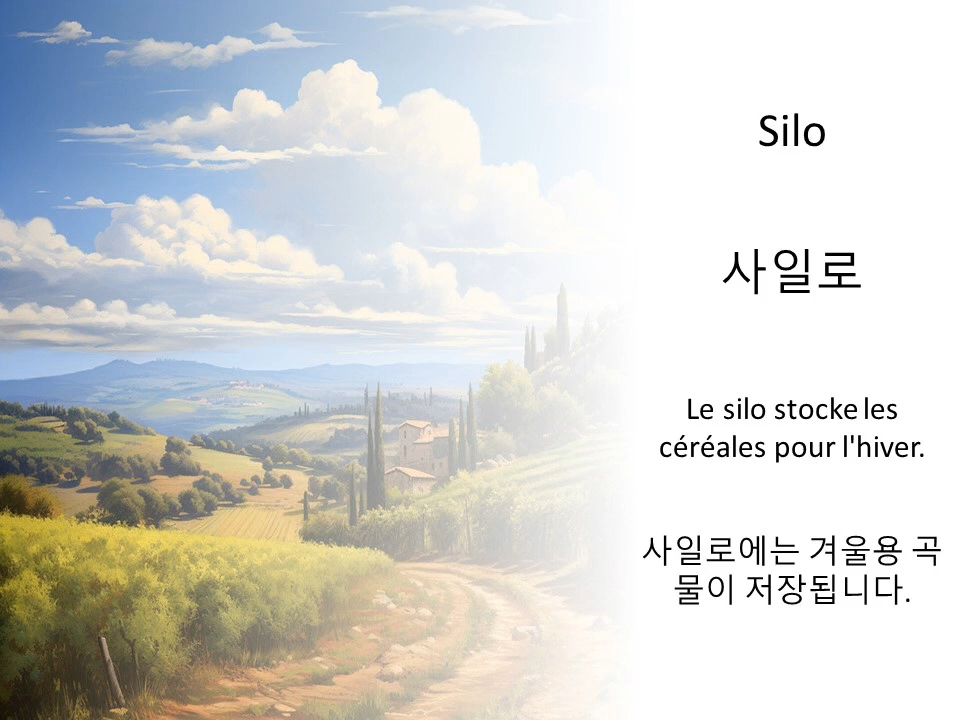 Silo
사일로
Le silo stocke les
céréales pour l'hiver.
사일로에는 겨울용 곡
물이 저장됩니다.